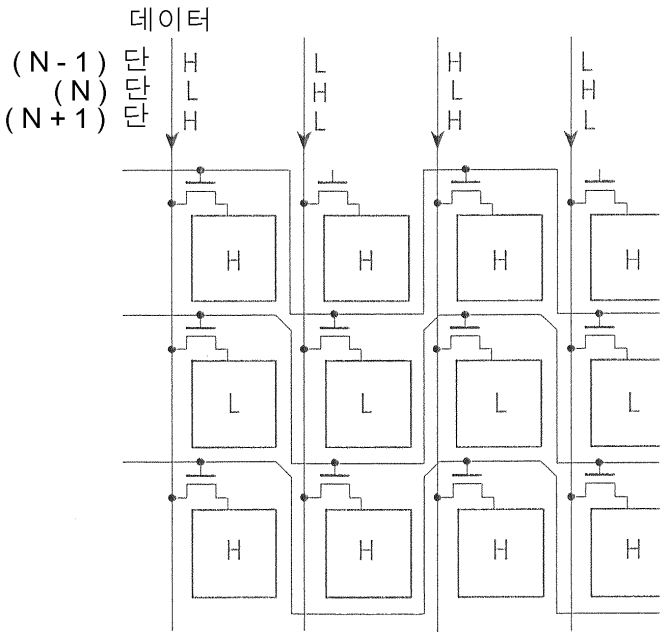 데이터
(N-1) 단 H L H L
(N) 단 L H L H
(N+1) 단 H L H L
H H H H
L L L L
H H H H